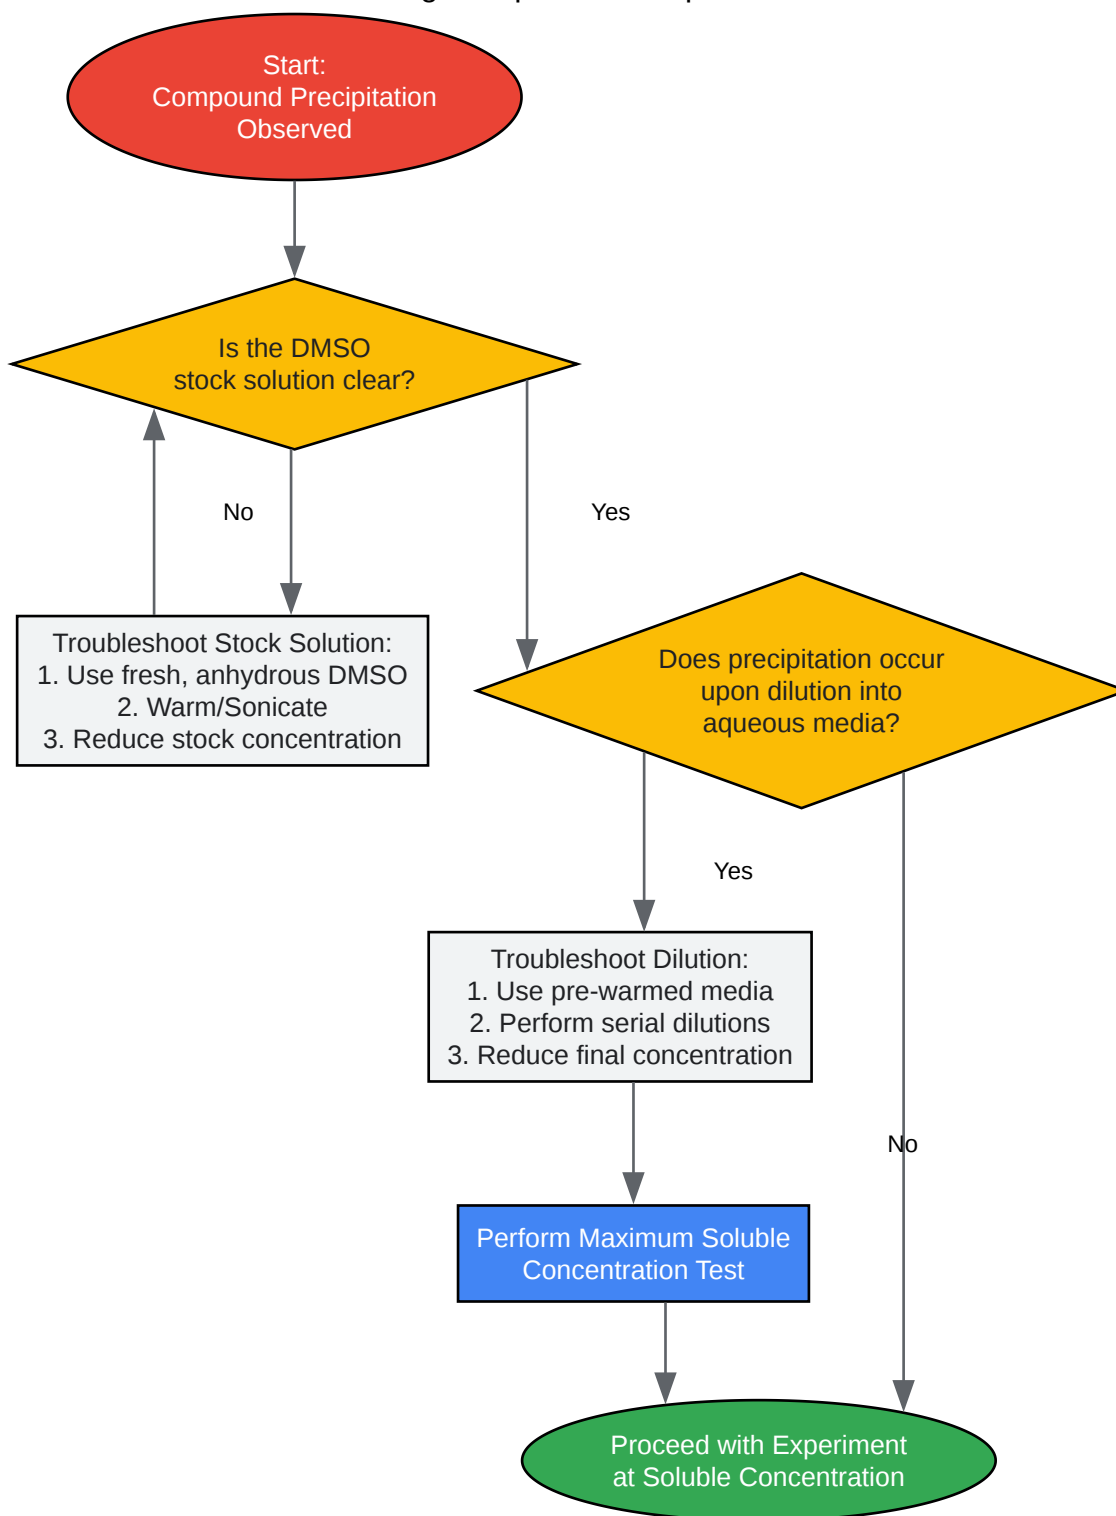 Start:
Compound Precipitation
Observed
Is the DMSO
stock solution clear?
No
Yes
Troubleshoot Stock Solution:
1. Use fresh, anhydrous DMSO
2. Warm/Sonicate
3. Reduce stock concentration
Does precipitation occur
upon dilution into
aqueous media?
Yes
Troubleshoot Dilution:
1. Use pre-warmed media
2. Perform serial dilutions
3. Reduce final concentration
No
Perform Maximum Soluble
Concentration Test
Proceed with Experiment
at Soluble Concentration